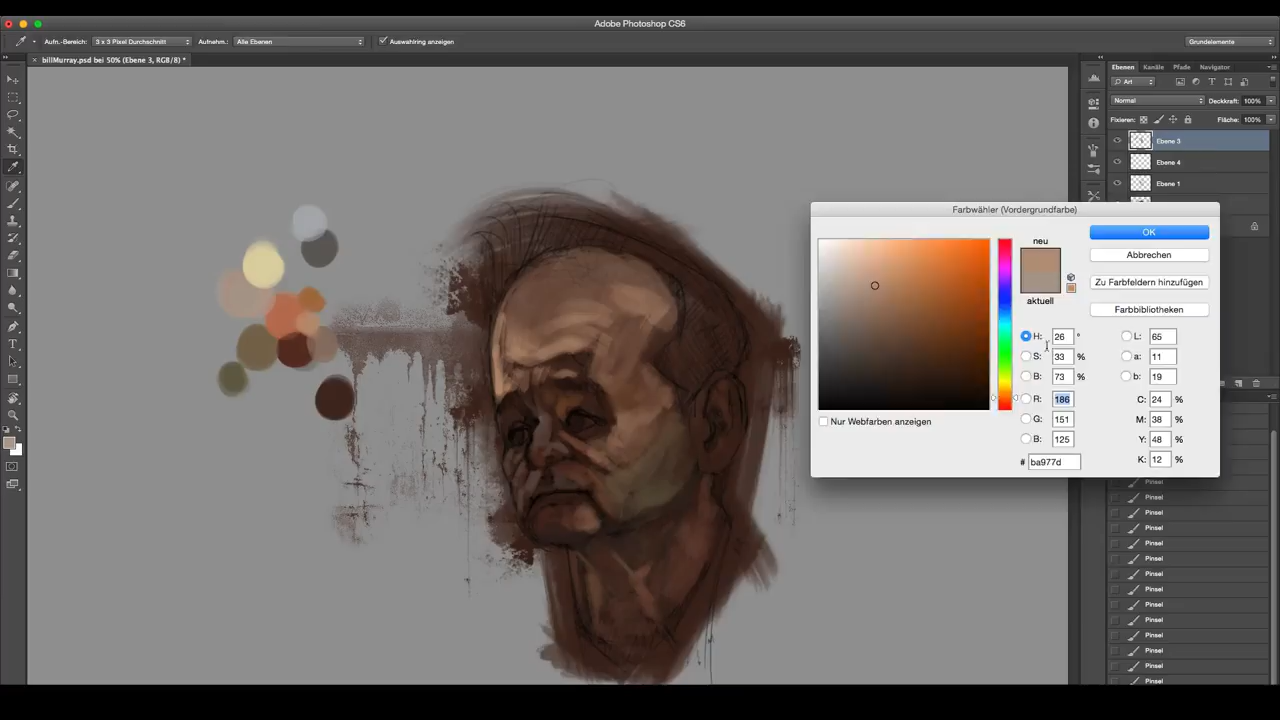 Adobe Photoshop CS6
Aufn.-Bereich: 3 x 3 Pixel Durchschnitt Aufnehm.: Alle Ebenen Auswahlring anzeigen Grundelemente
× billMurray.psd bei 50% (Ebene 3, RGB/8) *
Ebenen Kanäle Pfade Navigator
Art
Normal Deckkraft: 100%
Fixieren: Fläche: 100%
Ebene 3
Ebene 4
Ebene 1
Farbwähler (Vordergrundfarbe)
neu
aktuell
OK
Abbrechen
Zu Farbfeldern hinzufügen
Farbbibliotheken
H: 26 ° L: 65
S: 33 % a: 11
B: 73 % b: 19
R: 186 C: 24 %
G: 151 M: 38 %
B: 125 Y: 48 %
# ba977d K: 12 %
Nur Webfarben anzeigen
Pinsel
Pinsel
Pinsel
Pinsel
Pinsel
Pinsel
Pinsel
Pinsel
Pinsel
Pinsel
Pinsel
Pinsel
Pinsel
Pinsel